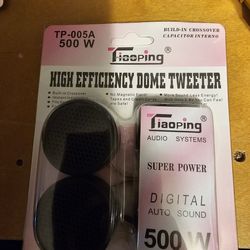 TP-005A
500 W
Tiaoping
BUILT-IN CROSSOVER
CAPACITOR INTERNO
HIGH EFFICIENCY DOME TWEETER
Tiaoping
AUDIO SYSTEMS
SUPER POWER
DIGITAL
AUTO SOUND
500 W